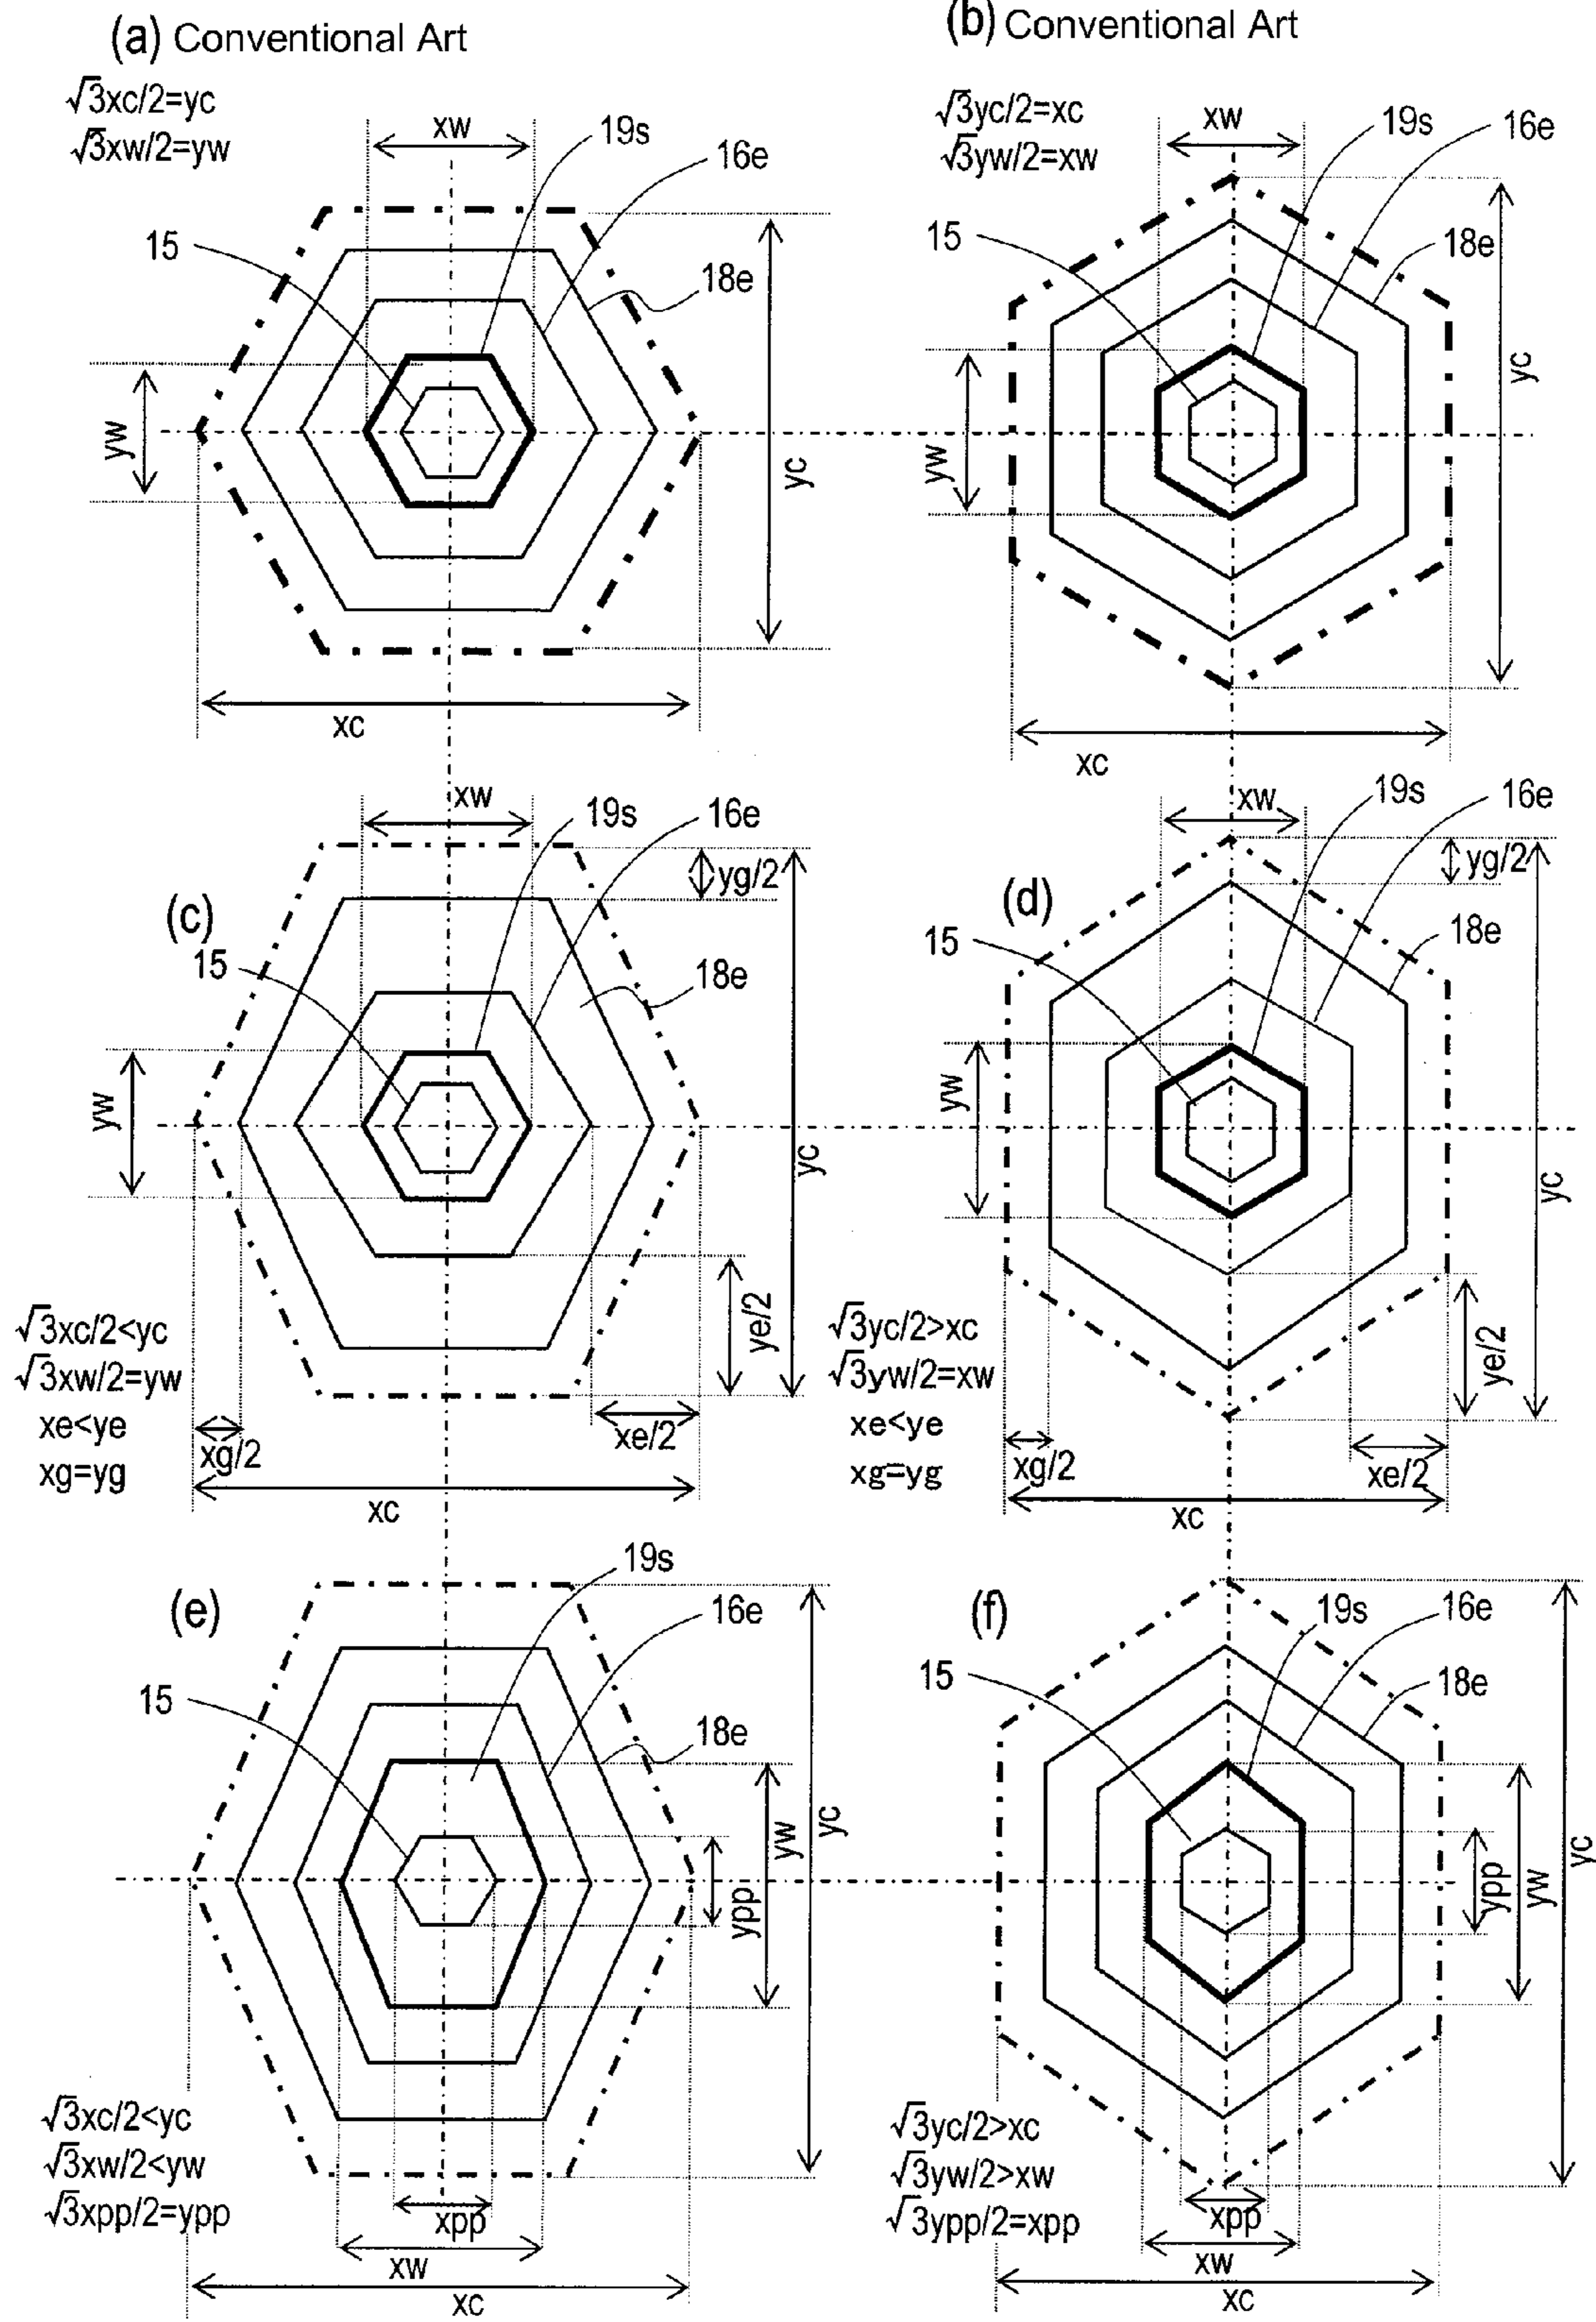 (a) Conventional Art
√3xc/2=yc
√3xw/2=yw
xw
19s
16e
15
18e
yw
yc
xc
(b) Conventional Art
√3yc/2=xc
√3yw/2=xw
xw
19s
16e
15
18e
yw
yc
xc
(c)
xw
19s
16e
yg/2
15
18e
yw
yc
ye/2
√3xc/2<yc
√3xw/2=yw
xe<ye
xg=yg
xg/2
xe/2
xc
(d)
xw
19s
16e
yg/2
15
18e
yw
yc
ye/2
√3yc/2>xc
√3yw/2=xw
xe<ye
xg=yg
xg/2
xe/2
xc
(e)
19s
16e
15
18e
ypp
yw
yc
√3xc/2<yc
√3xw/2<yw
√3xpp/2=ypp
xpp
xw
xc
(f)
19s
16e
15
18e
ypp
yw
yc
√3yc/2>xc
√3yw/2>xw
√3ypp/2=xpp
xpp
xw
xc